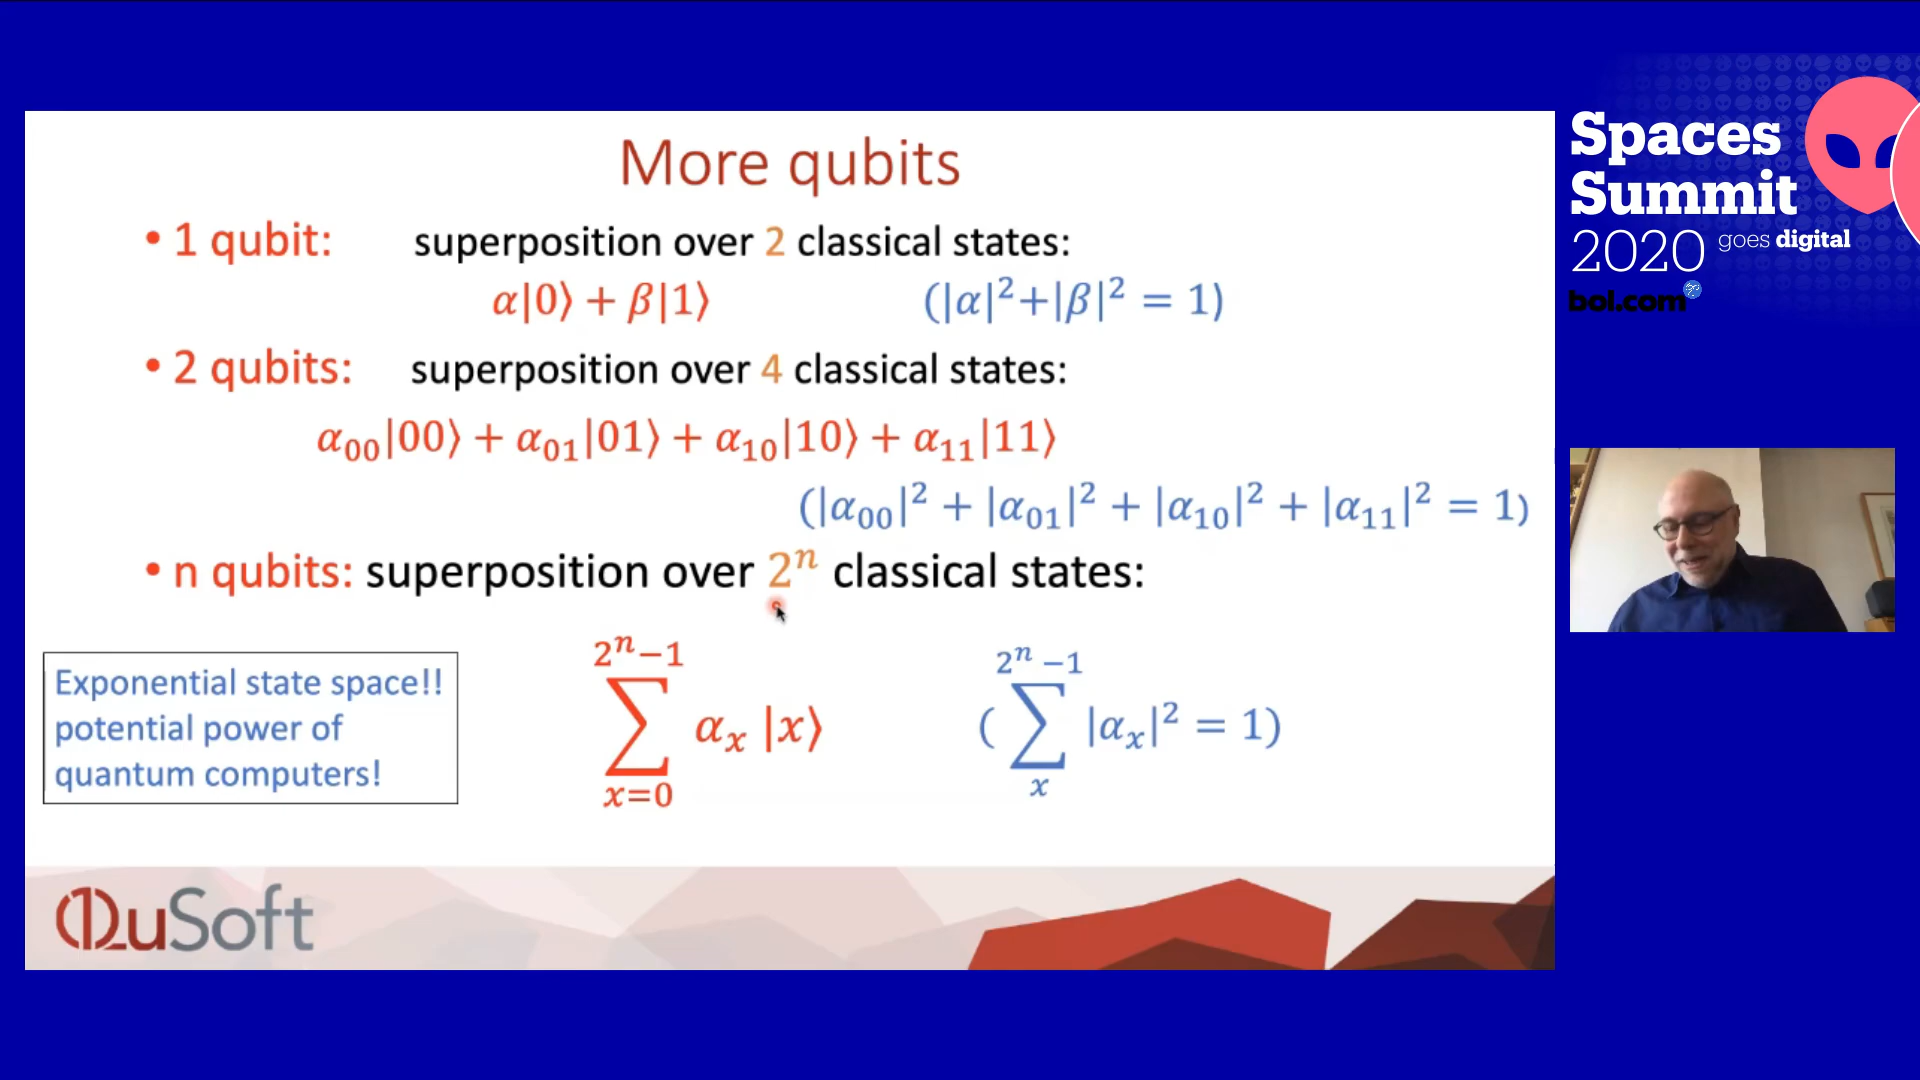 More qubits
• 1 qubit: superposition over 2 classical states:
α|0⟩ + β|1⟩ (|α|²+|β|² = 1)
• 2 qubits: superposition over 4 classical states:
α₀₀|00⟩ + α₀₁|01⟩ + α₁₀|10⟩ + α₁₁|11⟩
(|α₀₀|² + |α₀₁|² + |α₁₀|² + |α₁₁|² = 1)
• n qubits: superposition over 2ⁿ classical states:
Exponential state space!!
potential power of
quantum computers!
2ⁿ−1
∑ αₓ |x⟩
x=0
2ⁿ −1
( ∑ |αₓ|² = 1)
x
QuSoft
Spaces
Summit
2020 goes digital
bol.com